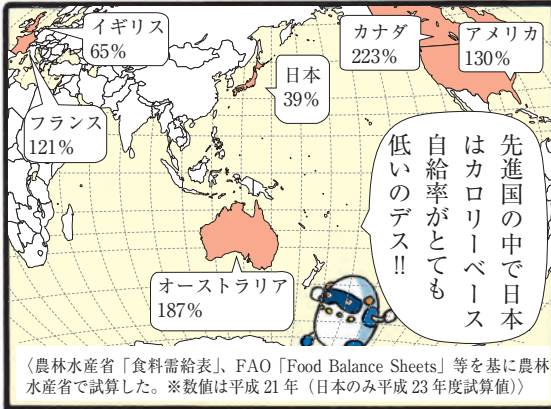 イギリス
65%
フランス
121%
日本
39%
カナダ
223%
アメリカ
130%
オーストラリア
187%
先進国の中で日本
はカロリーベース
自給率がとても
低いのデス!!
〈農林水産省「食料需給表」、FAO「Food Balance Sheets」等を基に農林
水産省で試算した。※数値は平成21年（日本のみ平成23年度試算値)〉